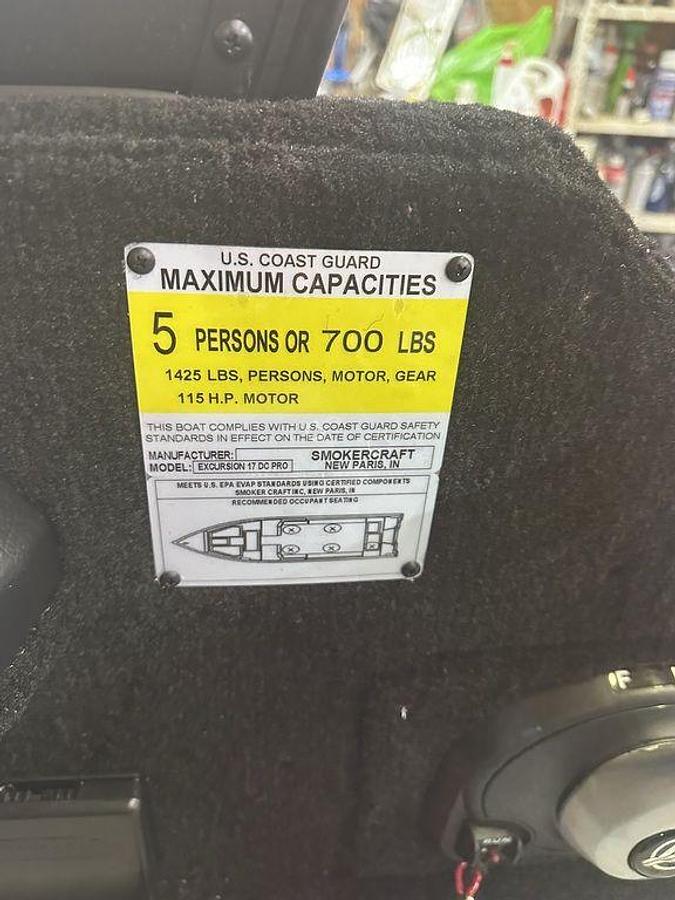 U.S. COAST GUARD
MAXIMUM CAPACITIES
5 PERSONS OR 700 LBS
1425 LBS, PERSONS, MOTOR, GEAR
115 H.P. MOTOR
THIS BOAT COMPLIES WITH U.S. COAST GUARD SAFETY
STANDARDS IN EFFECT ON THE DATE OF CERTIFICATION
MANUFACTURER: SMOKERCRAFT
MODEL: EXCURSION 17 DC PRO NEW PARIS, IN
MEETS U.S. EPA EVAP STANDARDS USING CERTIFIED COMPONENTS
SMOKER CRAFT INC, NEW PARIS, IN
RECOMMENDED OCCUPANT SEATING
F
RUN